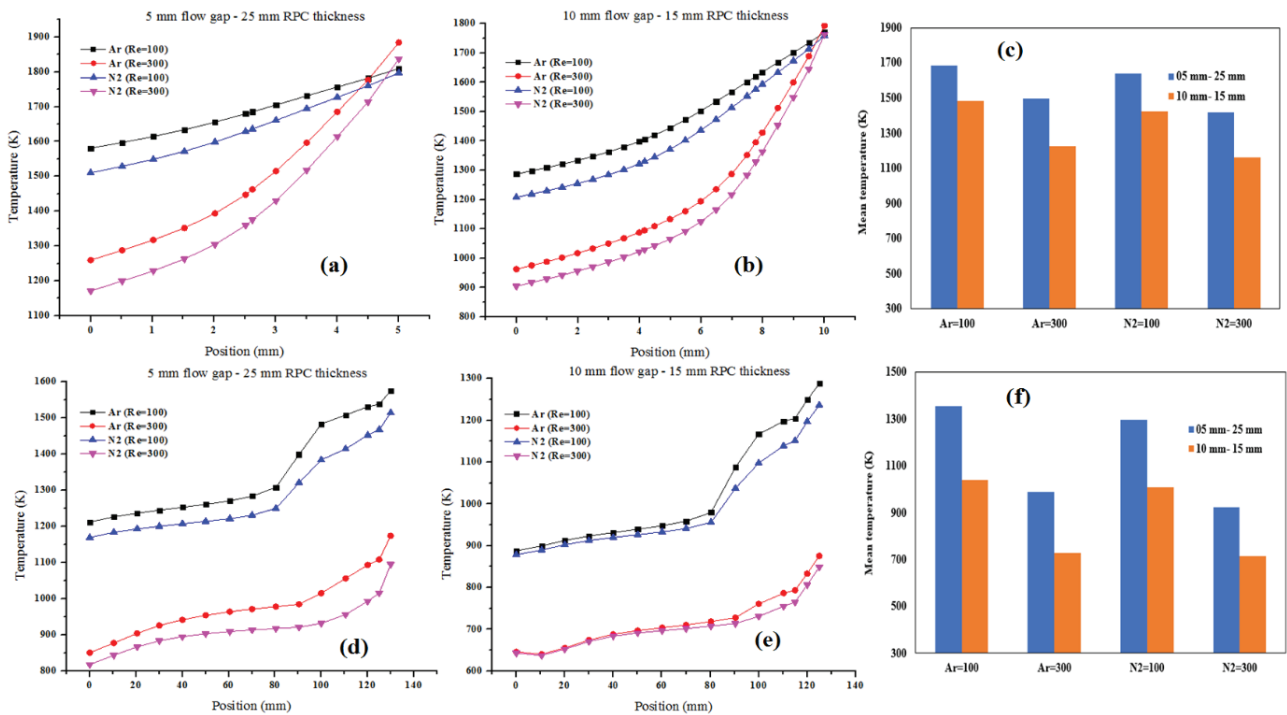 5 mm flow gap - 25 mm RPC thickness
1900
1800
1700
1600
1500
1400
1300
1200
1100
Temperature (K)
Ar (Re=100)
Ar (Re=300)
N2 (Re=100)
N2 (Re=300)
(a)
0 1 2 3 4 5
Position (mm)
10 mm flow gap - 15 mm RPC thickness
1800
1700
1600
1500
1400
1300
1200
1100
1000
900
800
Temperature (K)
Ar (Re=100)
Ar (Re=300)
N2 (Re=100)
N2 (Re=300)
(b)
0 2 4 6 8 10
Position (mm)
1900
1700
1500
1300
1100
900
700
500
300
Mean temperature (K)
(c)
05 mm- 25 mm
10 mm- 15 mm
Ar=100 Ar=300 N2=100 N2=300
5 mm flow gap - 25 mm RPC thickness
1600
1500
1400
1300
1200
1100
1000
900
800
Temperature (K)
Ar (Re=100)
Ar (Re=300)
N2 (Re=100)
N2 (Re=300)
(d)
0 20 40 60 80 100 120 140
Position (mm)
10 mm flow gap - 15 mm RPC thickness
1300
1200
1100
1000
900
800
700
600
Temperature (K)
Ar (Re=100)
Ar (Re=300)
N2 (Re=100)
N2 (Re=300)
(e)
0 20 40 60 80 100 120 140
Position (mm)
1500
1300
1100
900
700
500
300
Mean temperature (K)
(f)
05 mm- 25 mm
10 mm- 15 mm
Ar=100 Ar=300 N2=100 N2=300